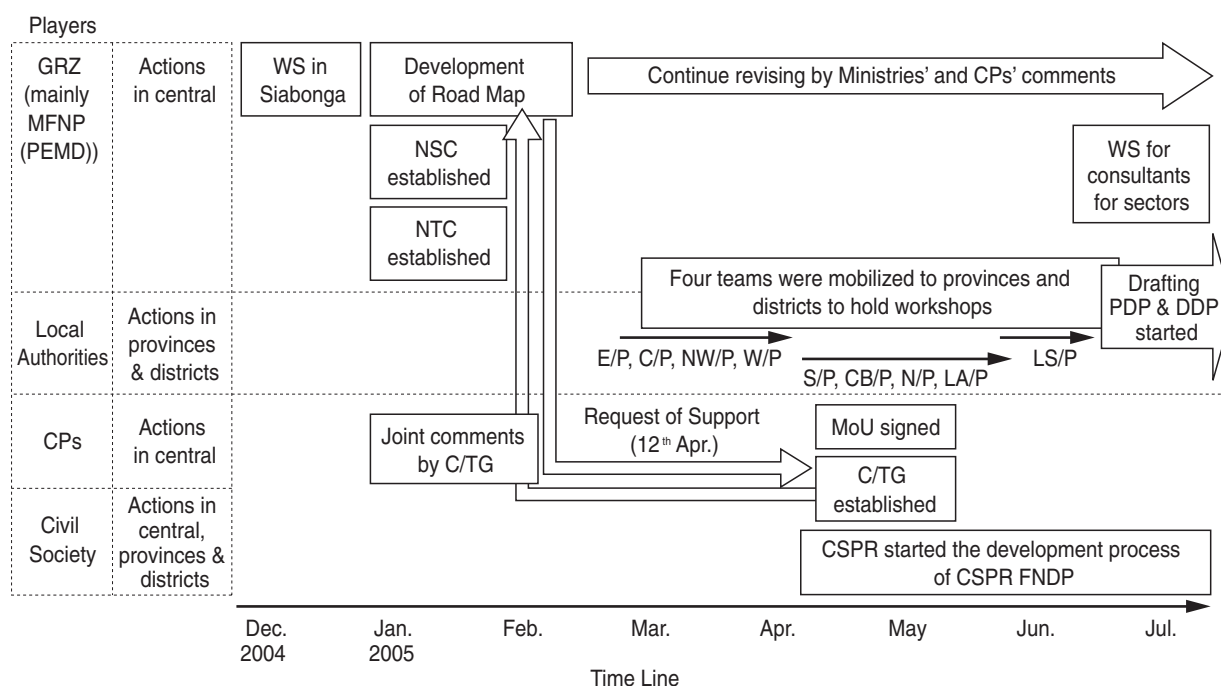 Players
GRZ
(mainly
MFNP
(PEMD))
Actions
in central
WS in
Siabonga
Development
of Road Map
Continue revising by Ministries' and CPs' comments
NSC
established
NTC
established
WS for
consultants
for sectors
Four teams were mobilized to provinces and
districts to hold workshops
Drafting
PDP & DDP
started
Local
Authorities
Actions in
provinces
& districts
E/P, C/P, NW/P, W/P
S/P, CB/P, N/P, LA/P
LS/P
CPs
Actions
in central
Joint comments
by C/TG
Request of Support
(12th Apr.)
MoU signed
C/TG
established
Civil
Society
Actions in
central,
provinces &
districts
CSPR started the development process
of CSPR FNDP
Dec.
2004
Jan.
2005
Feb.
Mar.
Apr.
May
Jun.
Jul.
Time Line